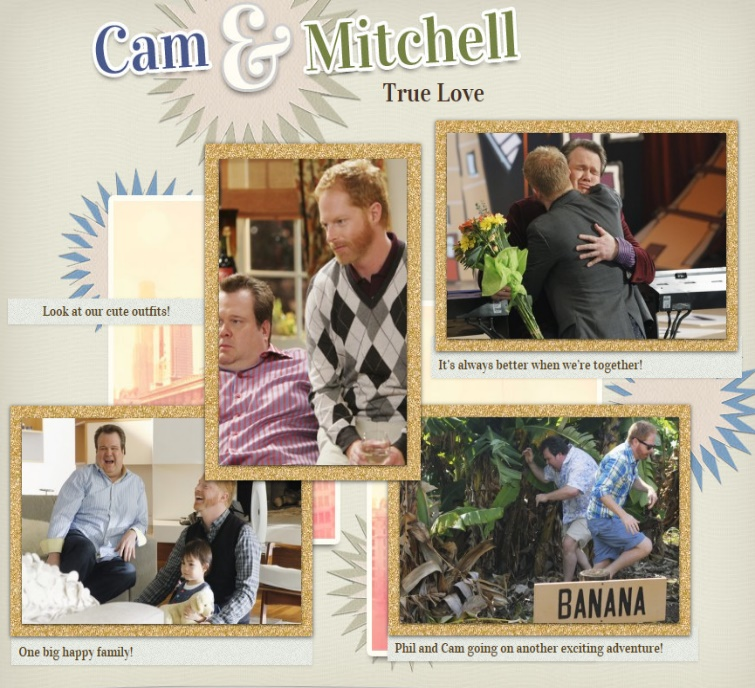 Cam & Mitchell
True Love
Look at our cute outfits!
It's always better when we're together!
BANANA
One big happy family!
Phil and Cam going on another exciting adventure!